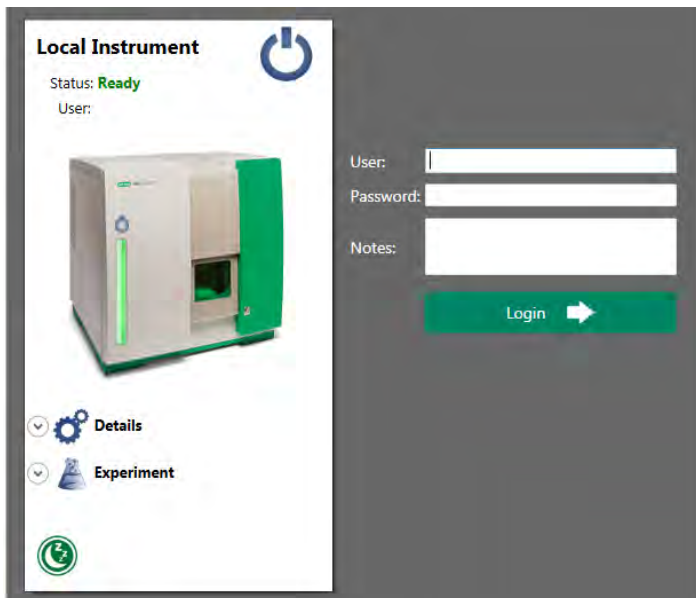 Local Instrument
Status: Ready
User:
User:
Password:
Notes:
Login
Details
Experiment